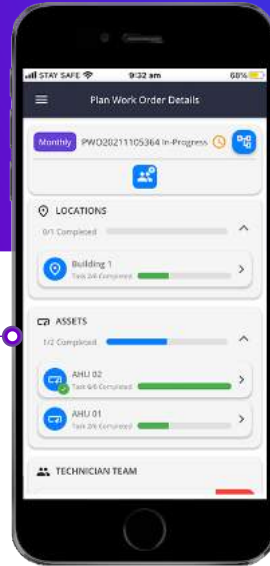 STAY SAFE 9:32 am 68%
Plan Work Order Details
Monthly PWO20211105364 In-Progress
LOCATIONS
0/1 Completed
Building 1
Task 2/6 Completed
ASSETS
1/2 Completed
AHU 02
Task 6/6 Completed
AHU 01
Task 2/6 Completed
TECHNICIAN TEAM